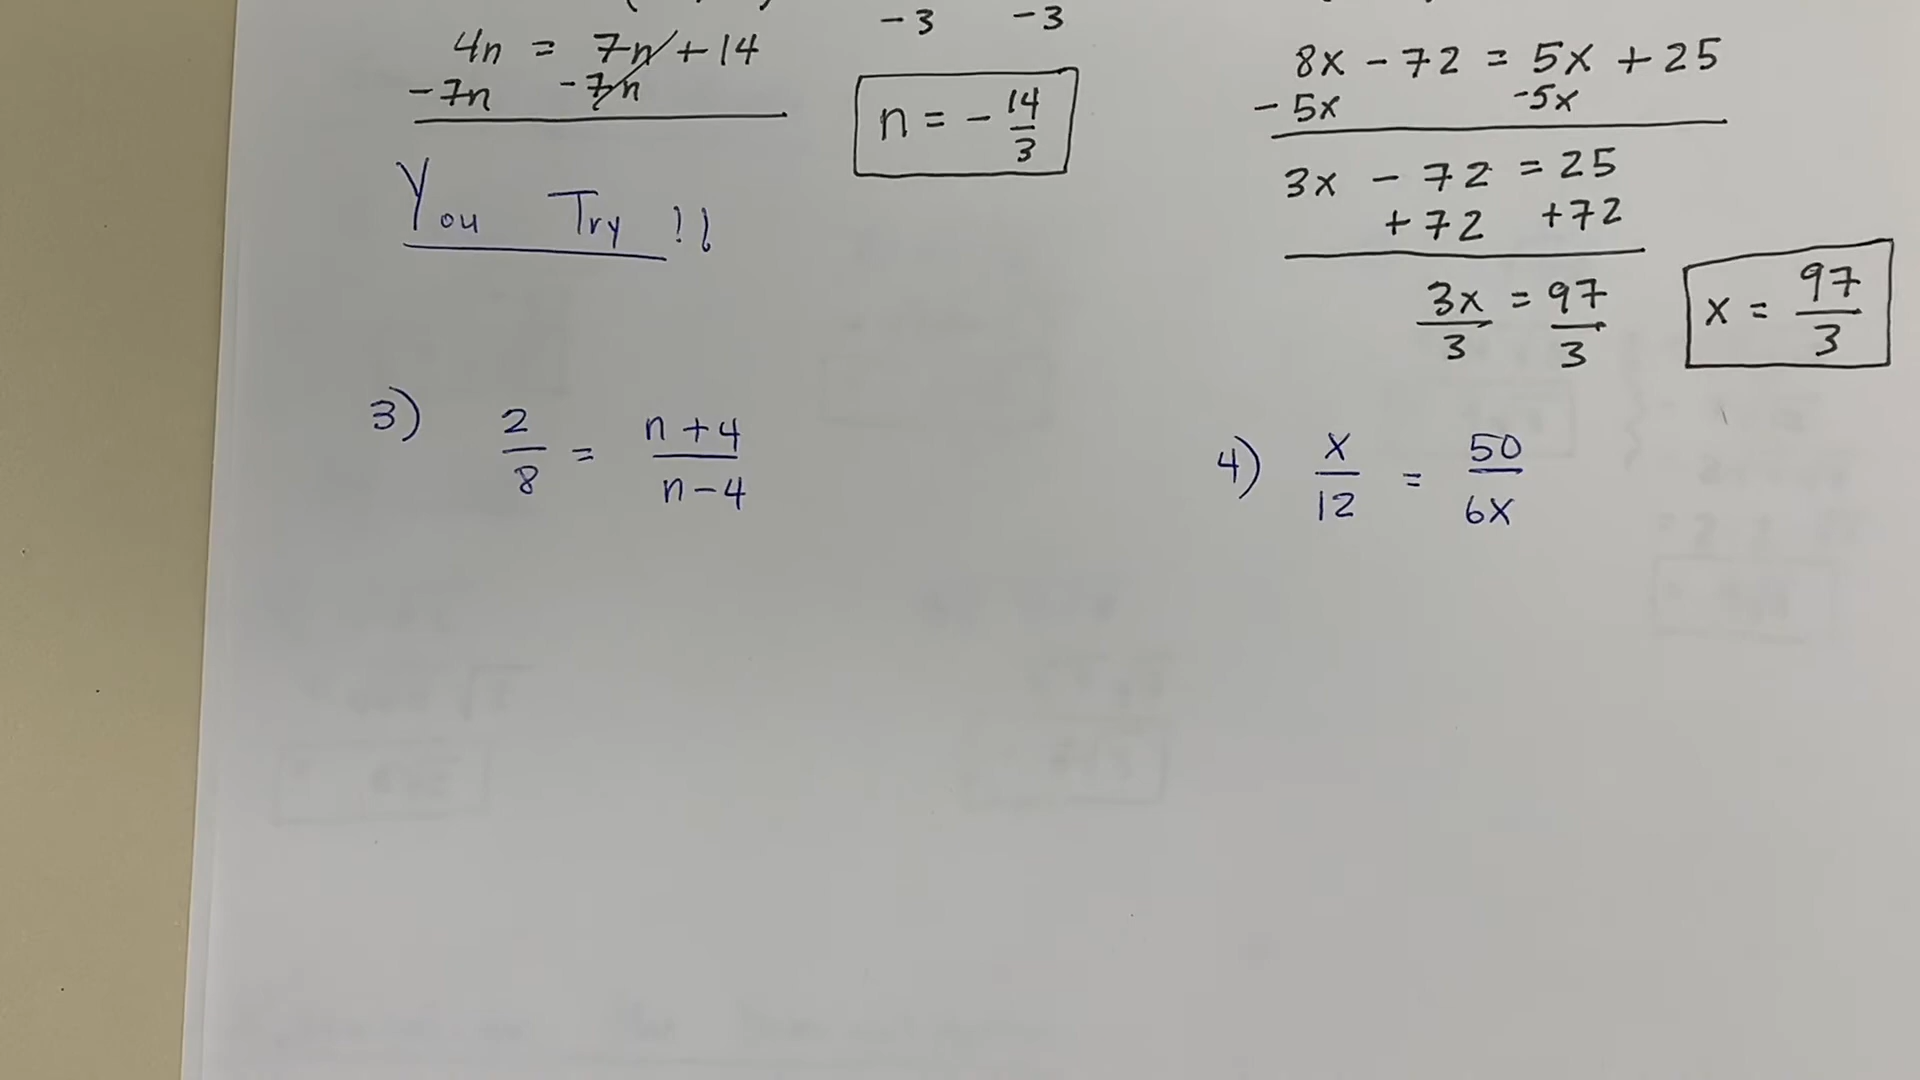 4n = 7n + 14
-7n -7n
-3 -3
n = - 14/3
8x - 72 = 5x + 25
- 5x -5x
3x - 72 = 25
+ 72 +72
3x/3 = 97/3
x = 97/3
You Try !!
3) 2/8 = n + 4/n - 4
4) x/12 = 50/6x